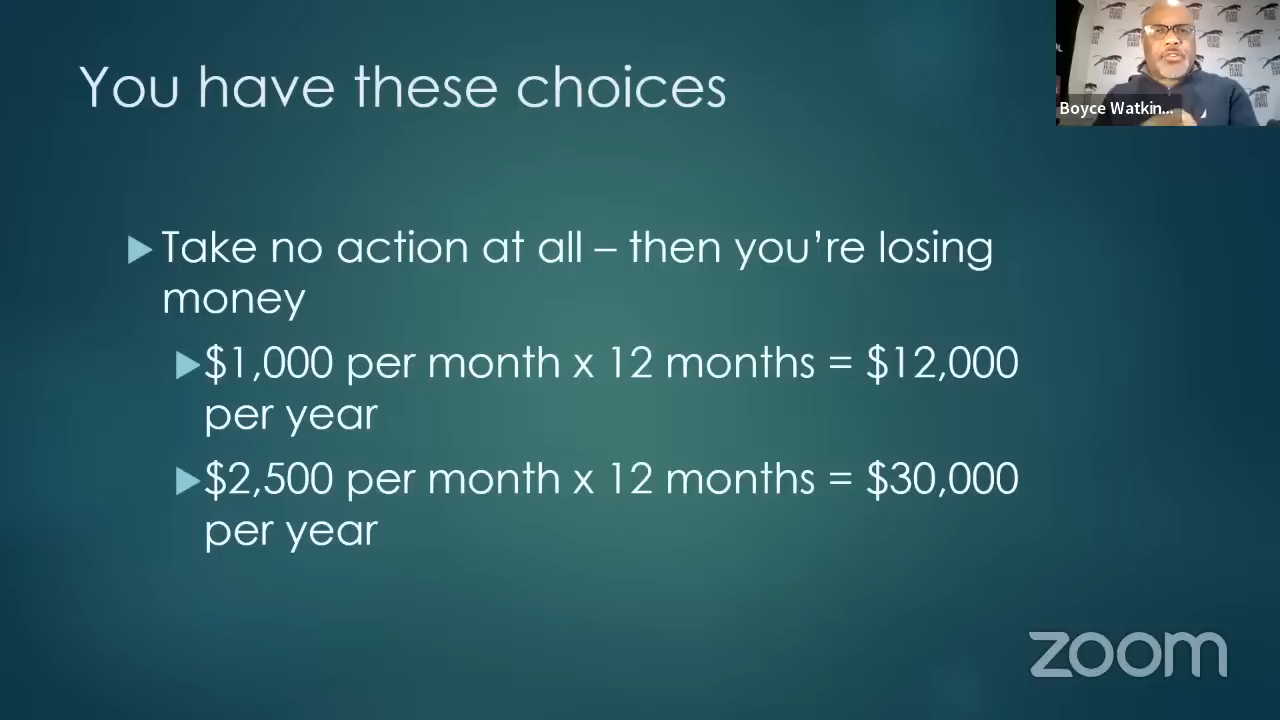 You have these choices
Boyce Watkin...
Take no action at all – then you’re losing
money
$1,000 per month x 12 months = $12,000
per year
$2,500 per month x 12 months = $30,000
per year
zoom